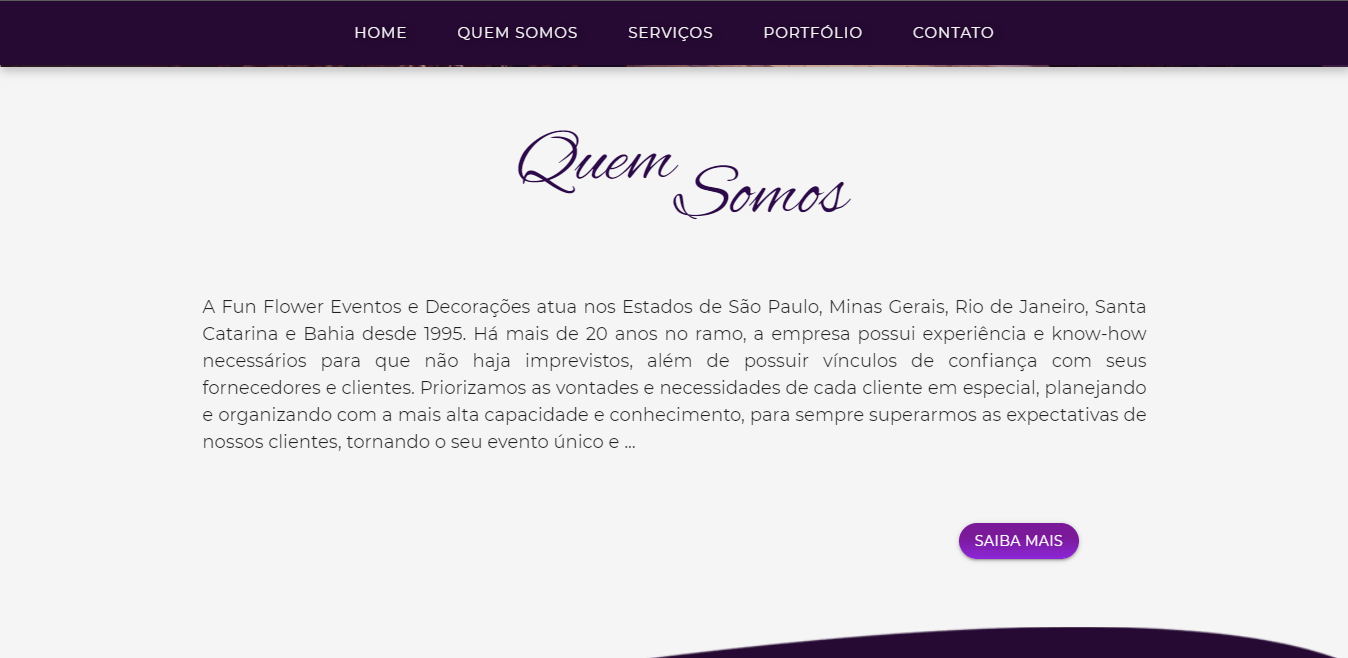 HOME QUEM SOMOS SERVIÇOS PORTFÓLIO CONTATO
Quem
Somos
A Fun Flower Eventos e Decorações atua nos Estados de São Paulo, Minas Gerais, Rio de Janeiro, Santa
Catarina e Bahia desde 1995. Há mais de 20 anos no ramo, a empresa possui experiência e know-how
necessários para que não haja imprevistos, além de possuir vínculos de confiança com seus
fornecedores e clientes. Priorizamos as vontades e necessidades de cada cliente em especial, planejando
e organizando com a mais alta capacidade e conhecimento, para sempre superarmos as expectativas de
nossos clientes, tornando o seu evento único e ...
SAIBA MAIS